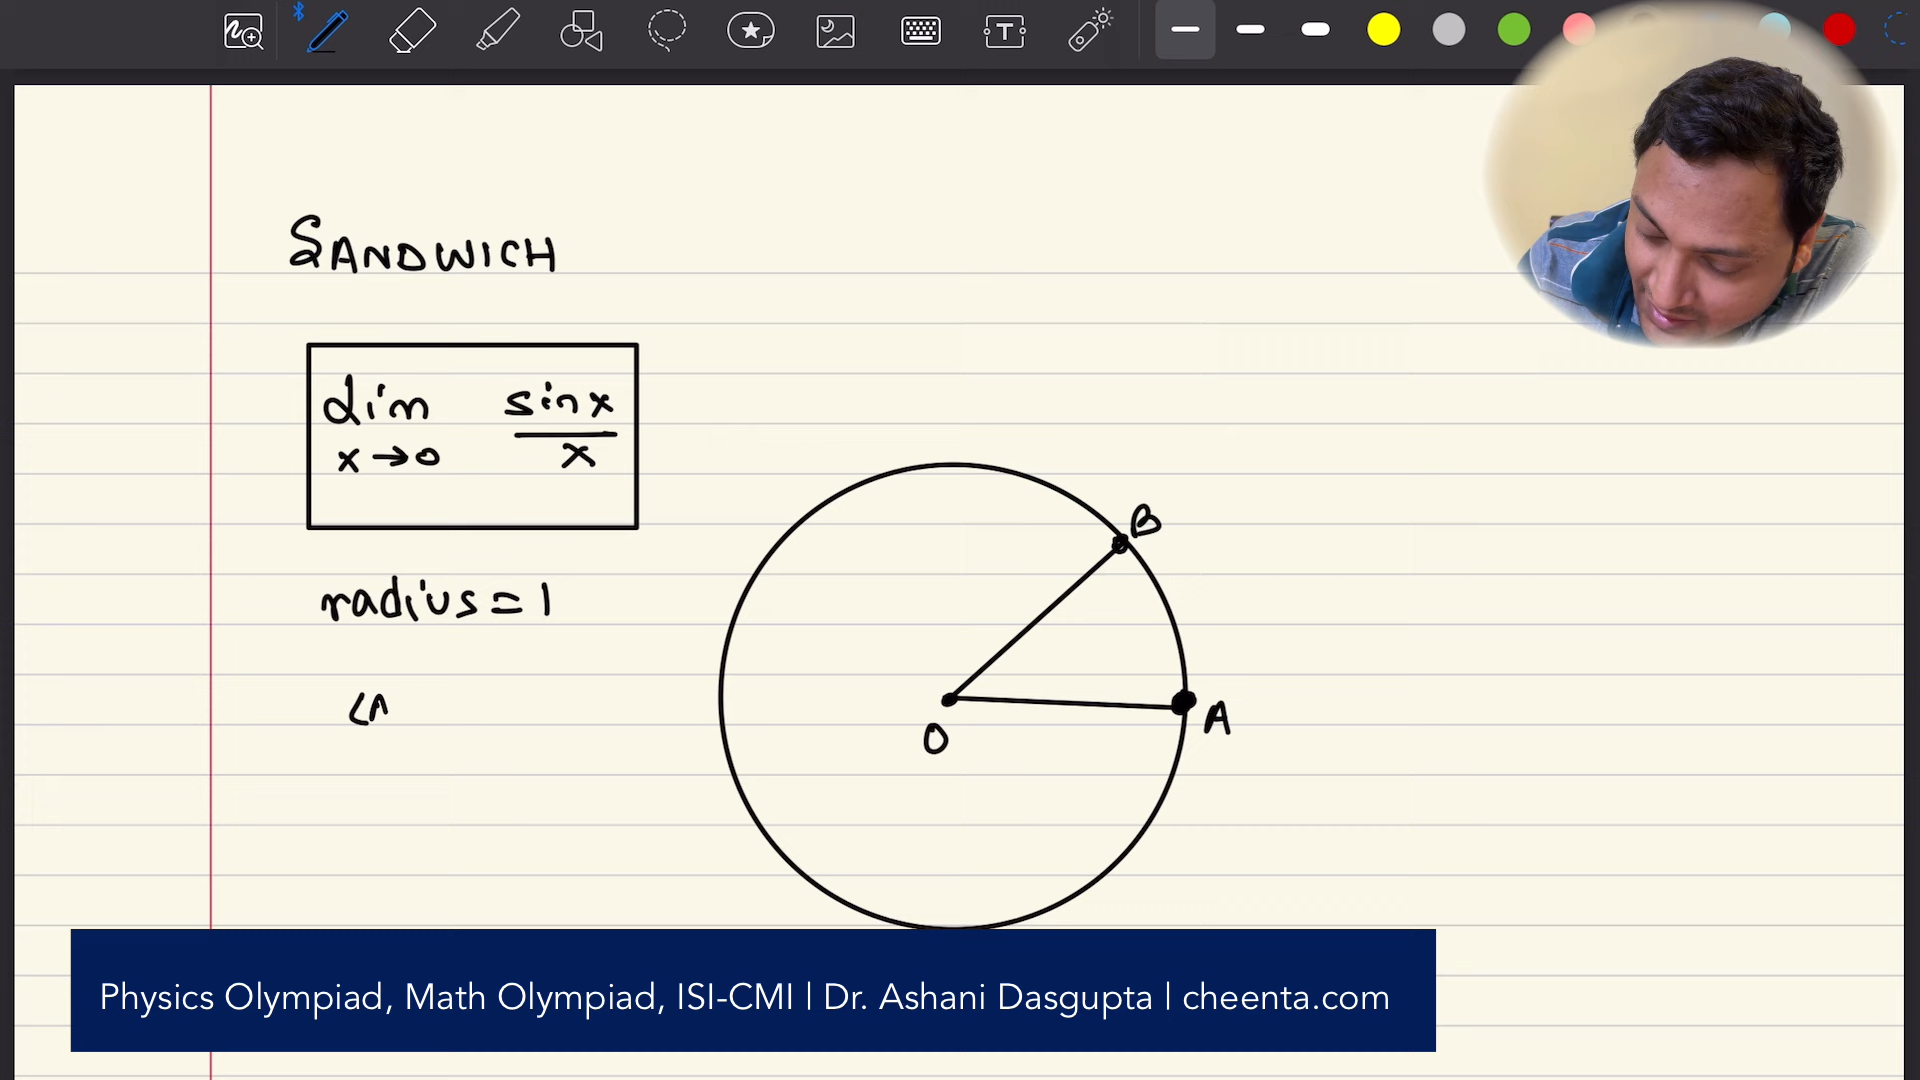 SANDWICH
lim sin x
x→0 x
radius = 1
B
∠A
O A
Physics Olympiad, Math Olympiad, ISI-CMI | Dr. Ashani Dasgupta | cheenta.com